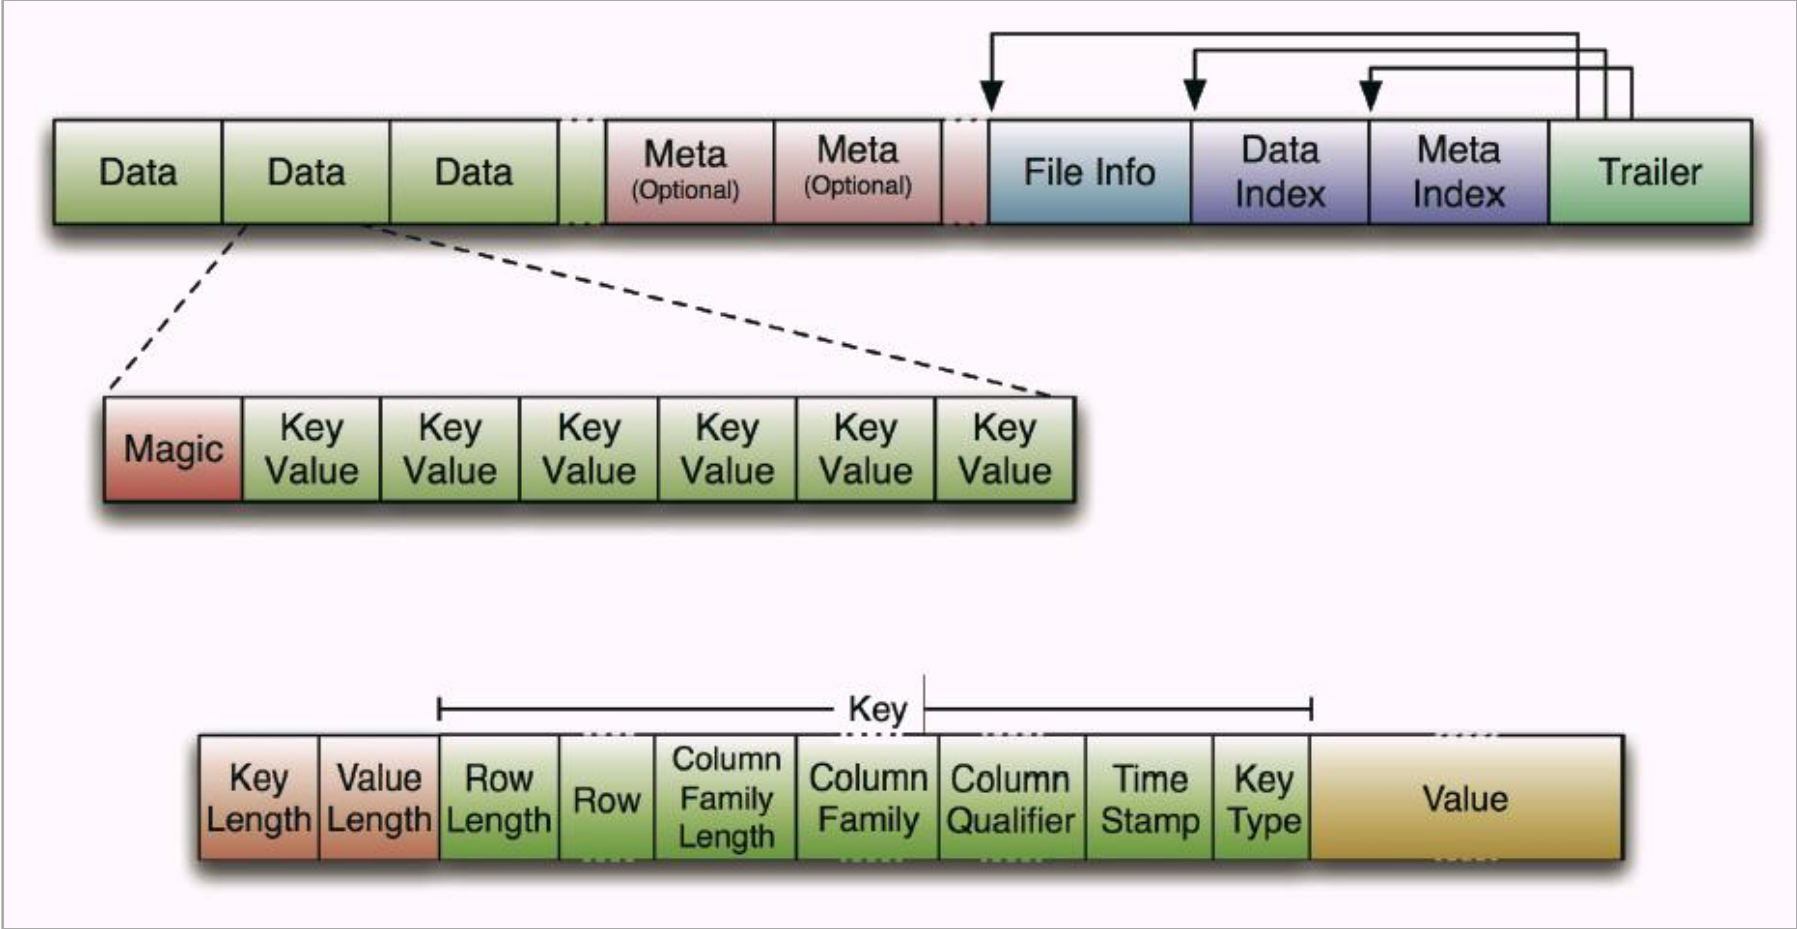 Data
Data
Data
Meta
(Optional)
Meta
(Optional)
File Info
Data
Index
Meta
Index
Trailer
Magic
Key
Value
Key
Value
Key
Value
Key
Value
Key
Value
Key
Value
Key
Key
Length
Value
Length
Row
Length
Row
Column
Family
Length
Column
Family
Column
Qualifier
Time
Stamp
Key
Type
Value